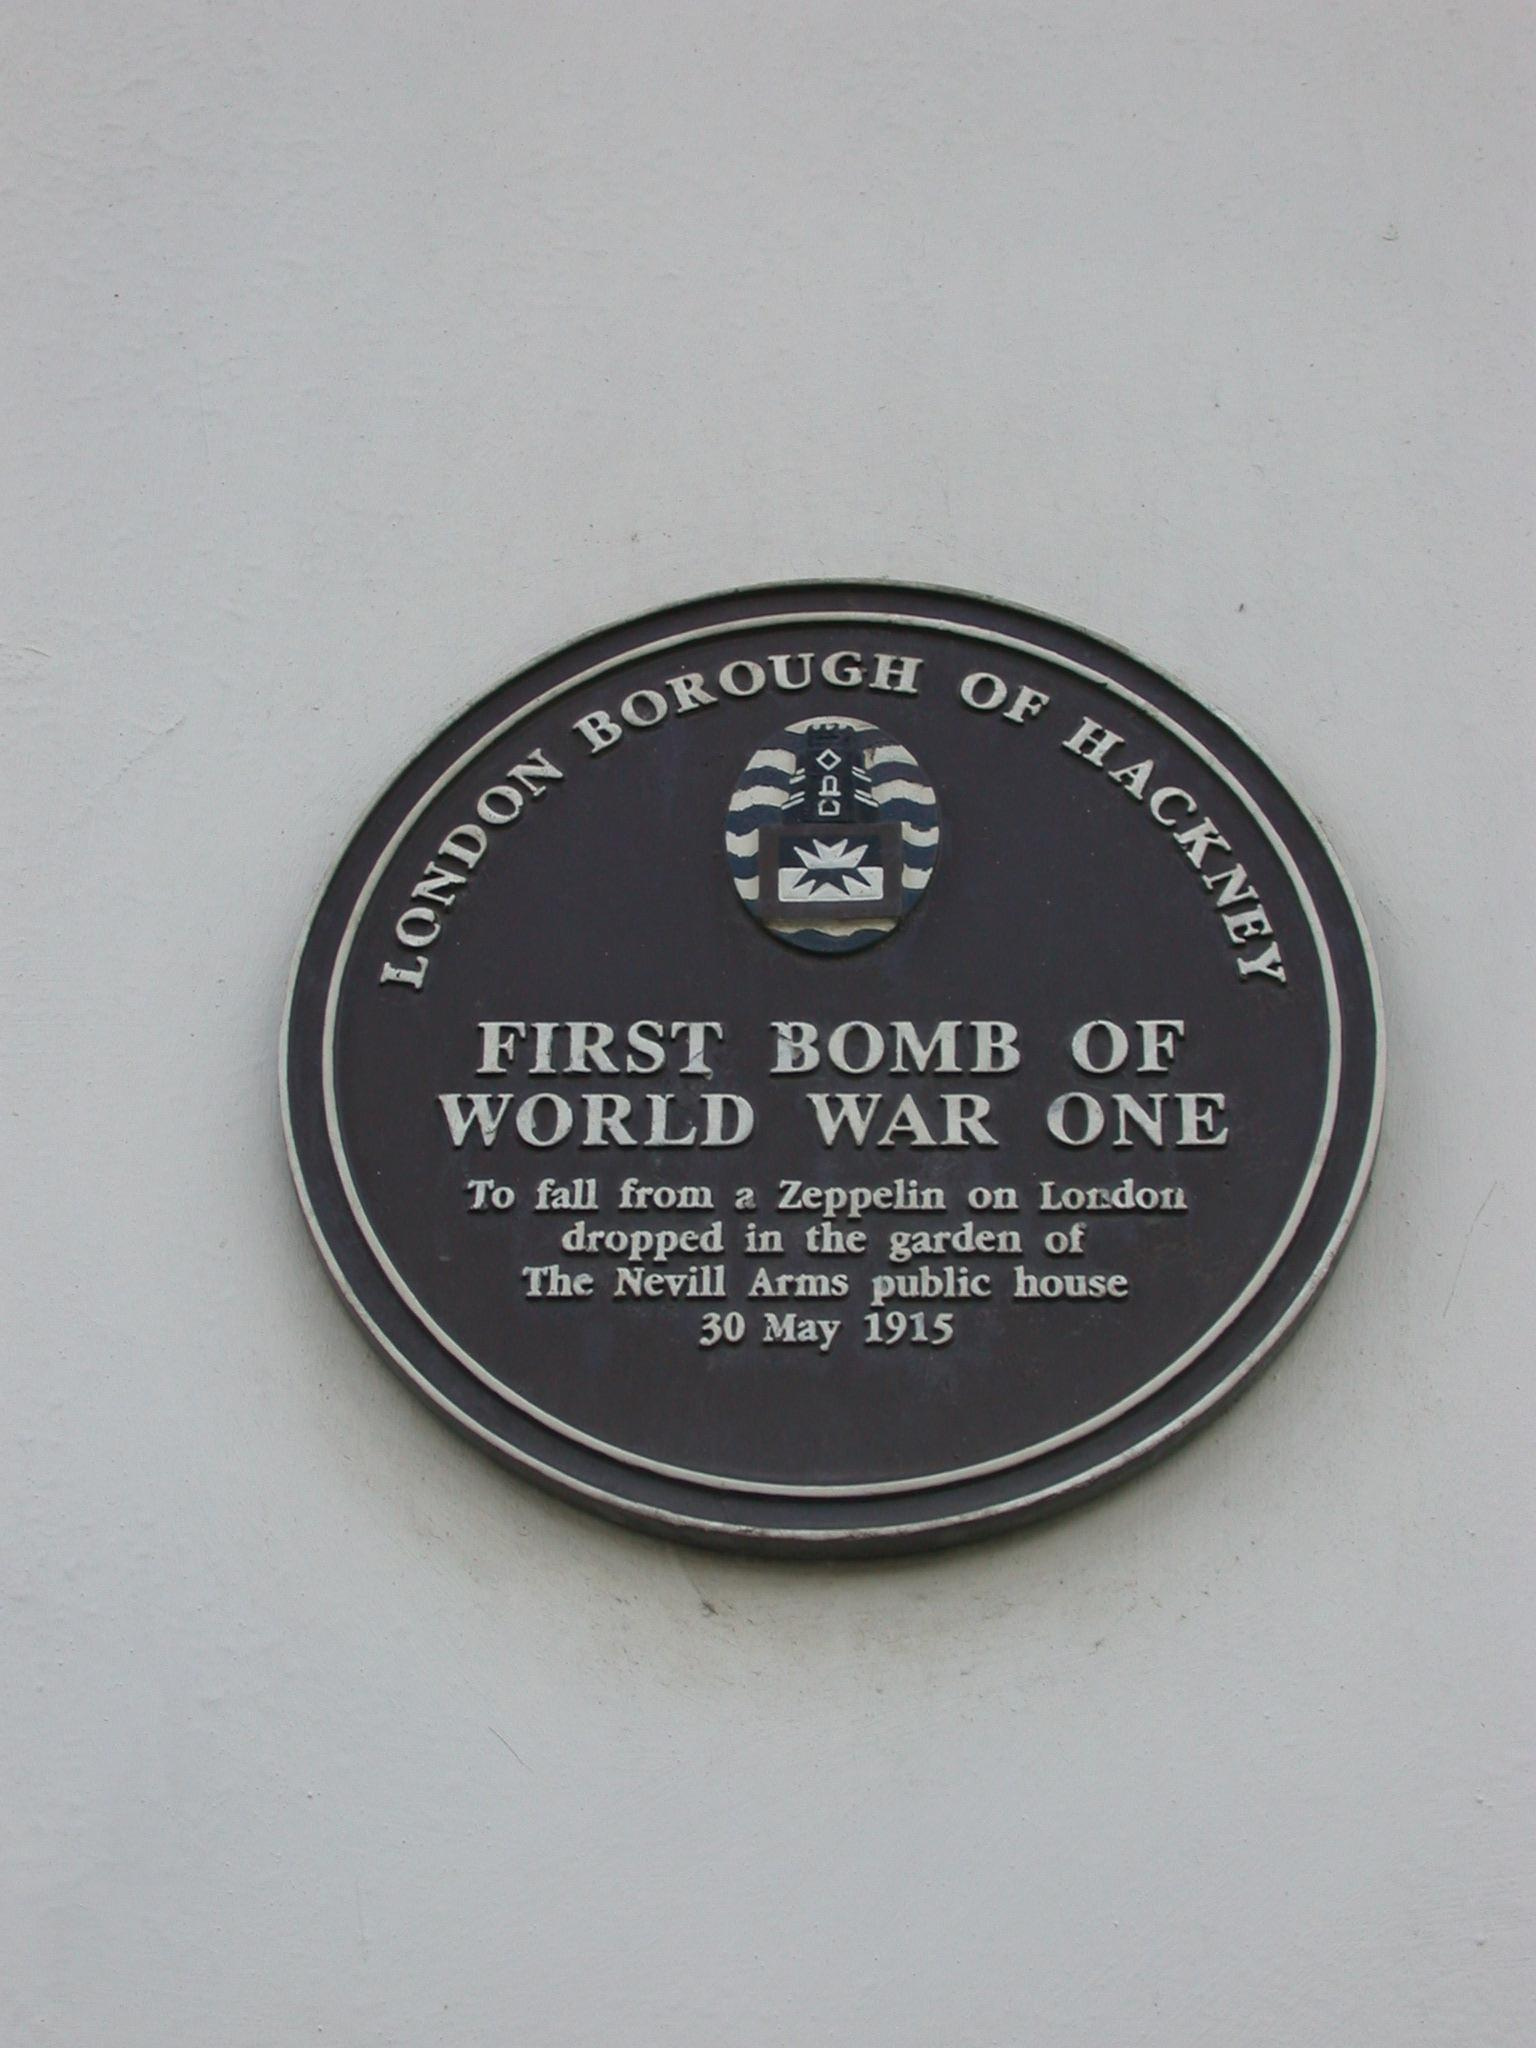 LONDON BOROUGH OF HACKNEY
FIRST BOMB OF
WORLD WAR ONE
To fall from a Zeppelin on London
dropped in the garden of
The Nevill Arms public house
30 May 1915